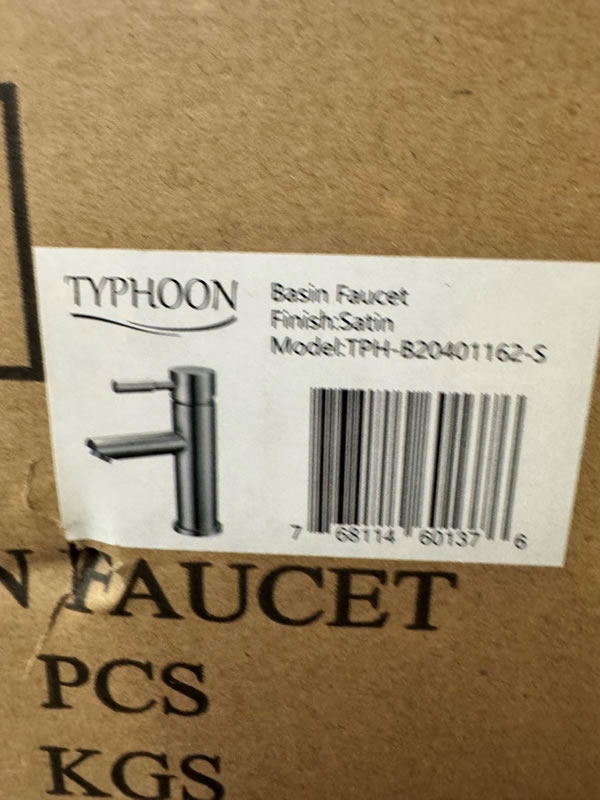 TYPHOON
Basin Faucet
Finish:Satin
Model:TPH-B20401162-S
7 68114 60137 6
N FAUCET
PCS
KGS